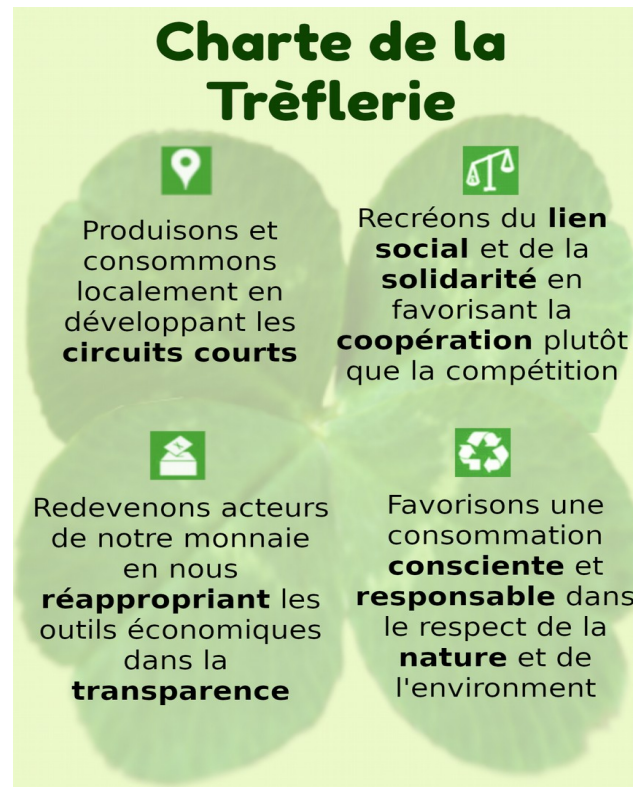 Charte de la
Trèflerie
Produisons et
consommons
localement en
développant les
circuits courts
Recréons du lien
social et de la
solidarité en
favorisant la
coopération plutôt
que la compétition
Redevenons acteurs
de notre monnaie
en nous
réappropriant les
outils économiques
dans la
transparence
Favorisons une
consommation
consciente et
responsable dans
le respect de la
nature et de
l'environment